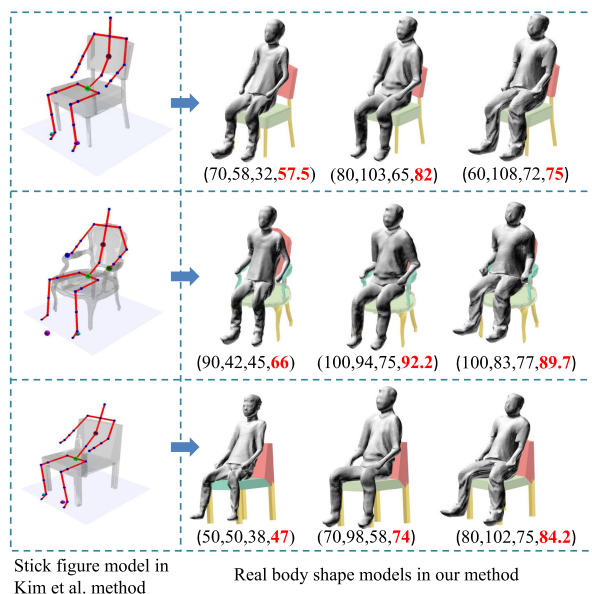 (70,58,32,57.5) (80,103,65,82) (60,108,72,75)
(90,42,45,66) (100,94,75,92.2) (100,83,77,89.7)
(50,50,38,47) (70,98,58,74) (80,102,75,84.2)
Stick figure model in
Kim et al. method
Real body shape models in our method